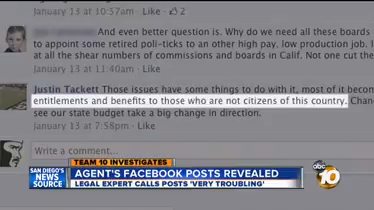 January 13 at 10:57am · Like · 2
And even better question is. Why do we need all these boards
to appoint some retired poli-ticks to an other high pay, low production job. I
at all the shear numbers of commissions and boards in Calif. Not one cut the
January 13 at 11:40am · Like
Justin Tackett Those issues have some things to do with it, most of it becom
entitlements and benefits to those who are not citizens of this country. Chan
see our state budget take a big change in direction.
January 13 at 7:58pm · Like
Write a comment...
TEAM 10 INVESTIGATES
SAN DIEGO'S
NEWS
SOURCE
AGENT'S FACEBOOK POSTS REVEALED
LEGAL EXPERT CALLS POSTS 'VERY TROUBLING'
abc
10